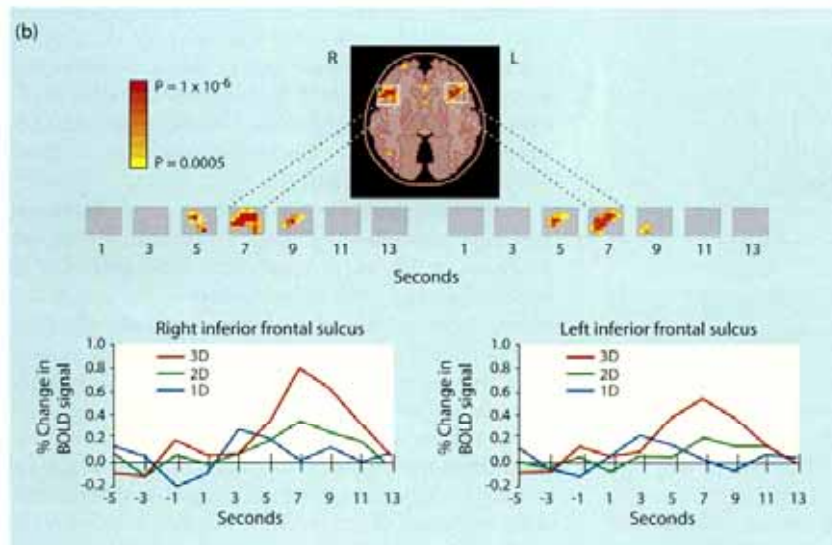 (b)
R L
P = 1 x 10-6
P = 0.0005
1 3 5 7 9 11 13 1 3 5 7 9 11 13
Seconds
Right inferior frontal sulcus
% Change in
BOLD signal
1.0
0.8
0.4
0.2
0.0
-0.2
3D
2D
1D
-5 -3 -1 1 3 5 7 9 11 13
Seconds
Left inferior frontal sulcus
% Change in
BOLD signal
1.0
0.8
0.4
0.2
0.0
-0.2
3D
2D
1D
-5 -3 -1 1 3 5 7 9 11 13
Seconds